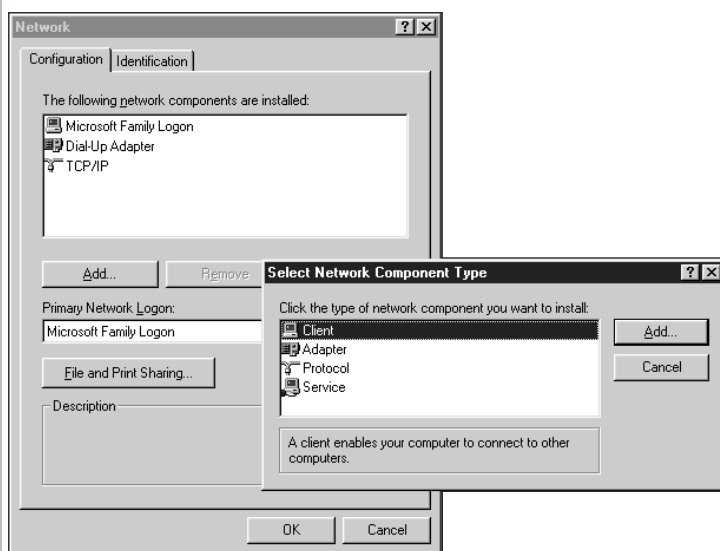 Network
Configuration
Identification
The following network components are installed:
Microsoft Family Logon
Dial-Up Adapter
TCP/IP
Add...
Remove
Primary Network Logon:
Microsoft Family Logon
File and Print Sharing...
Description
OK
Cancel
Select Network Component Type
Click the type of network component you want to install:
Client
Adapter
Protocol
Service
Add...
Cancel
A client enables your computer to connect to other
computers.